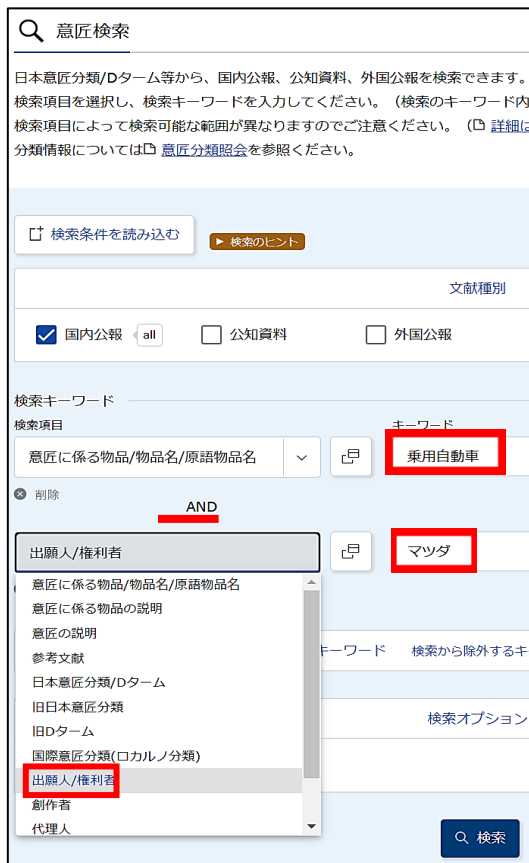 意匠検索
日本意匠分類/Dターム等から、国内公報、公知資料、外国公報を検索できます。
検索項目を選択し、検索キーワードを入力してください。（検索のキーワード内
検索項目によって検索可能な範囲が異なりますのでご注意ください。（ 詳細は
分類情報については 意匠分類照会を参照ください。
検索条件を読み込む
検索のヒント
文献種別
国内公報 all 公知資料 外国公報
検索キーワード
検索項目 キーワード
意匠に係る物品/物品名/原語物品名 乗用自動車
削除
AND
出願人/権利者 マツダ
意匠に係る物品/物品名/原語物品名
意匠に係る物品の説明
意匠の説明
参考文献
キーワード 検索から除外するキ
日本意匠分類/Dターム
旧日本意匠分類
検索オプション
旧Dターム
国際意匠分類(ロカルノ分類)
出願人/権利者
創作者
代理人
検索